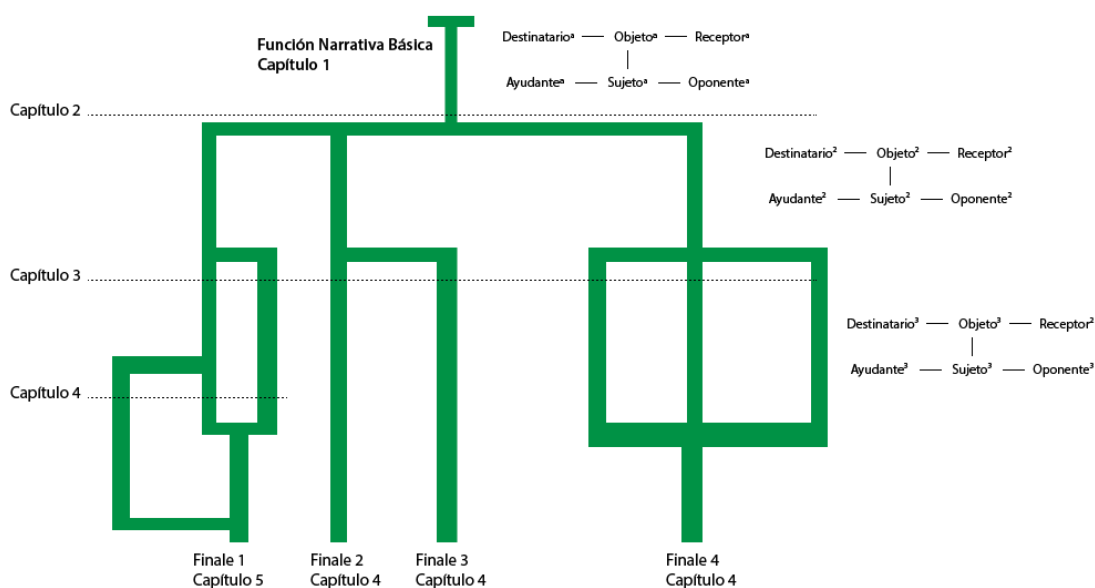 Función Narrativa Básica
Capítulo 1
Destinatarioª — Objetoª — Receptorª
Ayudanteª — Sujetoª — Oponenteª
Capítulo 2
Destinatario² — Objeto² — Receptor²
Ayudante² — Sujeto² — Oponente²
Capítulo 3
Destinatario³ — Objeto³ — Receptor²
Ayudante³ — Sujeto³ — Oponente³
Capítulo 4
Finale 1
Capítulo 5
Finale 2
Capítulo 4
Finale 3
Capítulo 4
Finale 4
Capítulo 4